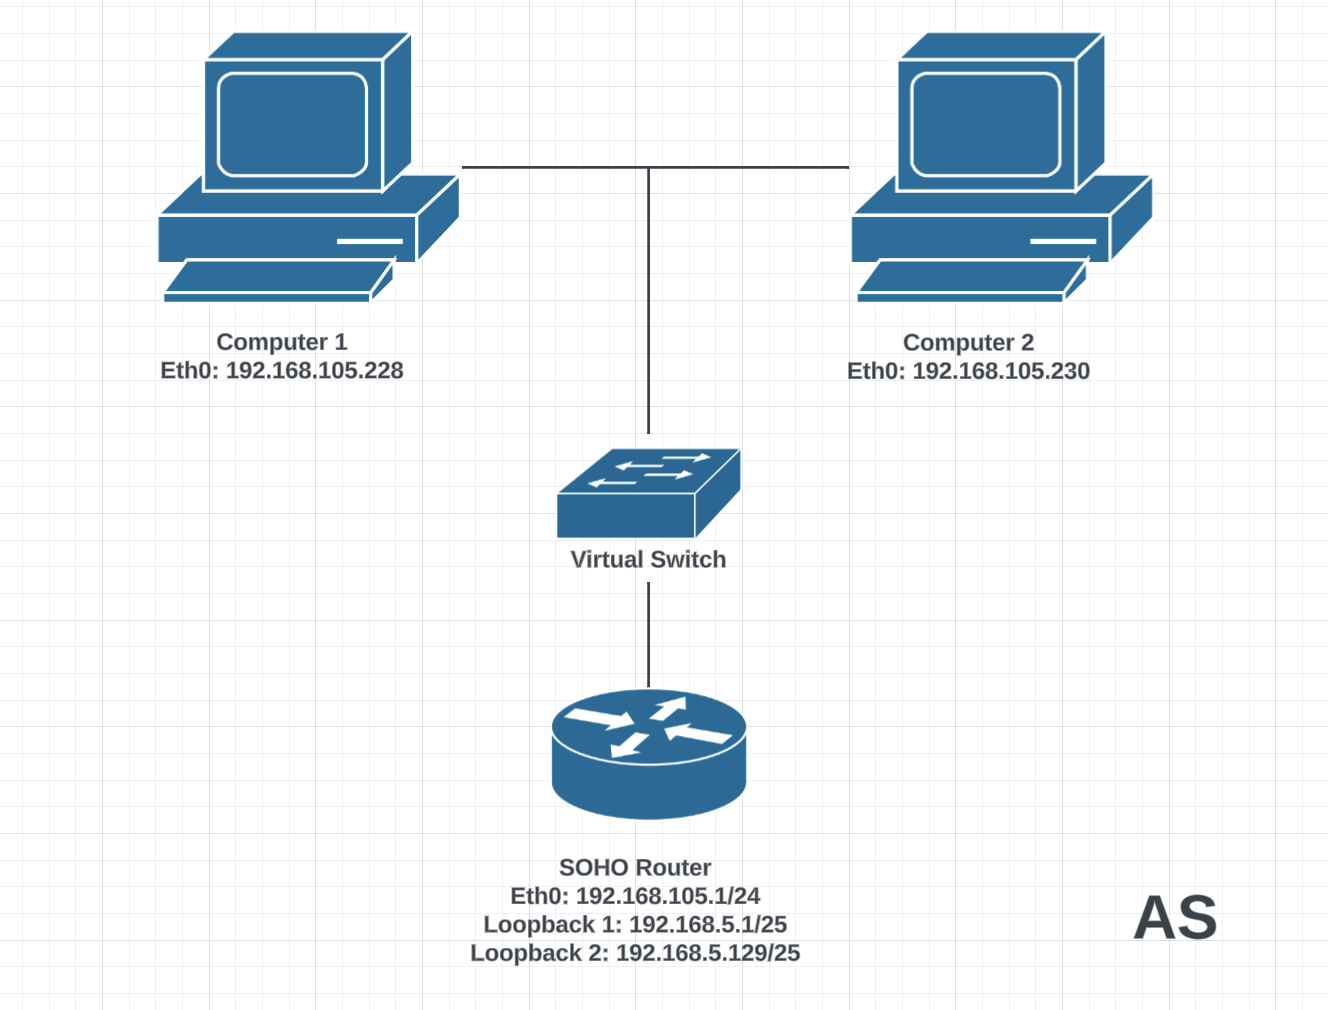 Computer 1
Eth0: 192.168.105.228
Computer 2
Eth0: 192.168.105.230
Virtual Switch
SOHO Router
Eth0: 192.168.105.1/24
Loopback 1: 192.168.5.1/25
Loopback 2: 192.168.5.129/25
AS